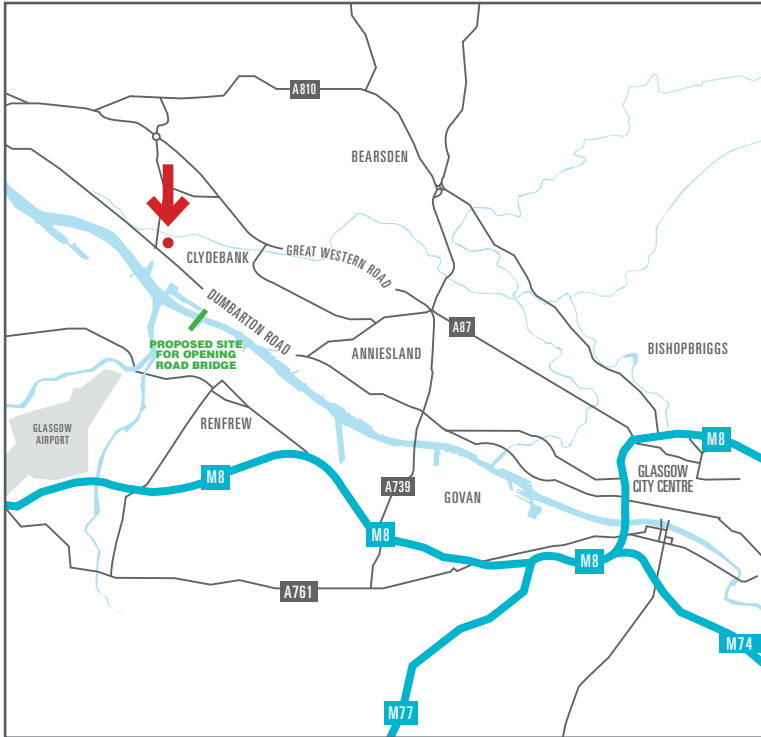 A810
BEARSDEN
CLYDEBANK
GREAT WESTERN ROAD
DUMBARTON ROAD
A87
PROPOSED SITE
FOR OPENING
ROAD BRIDGE
ANNIESLAND
BISHOPBRIGGS
GLASGOW
AIRPORT
RENFREW
M8
M8
GLASGOW
CITY CENTRE
A739
GOVAN
M8
M8
A761
M74
M77